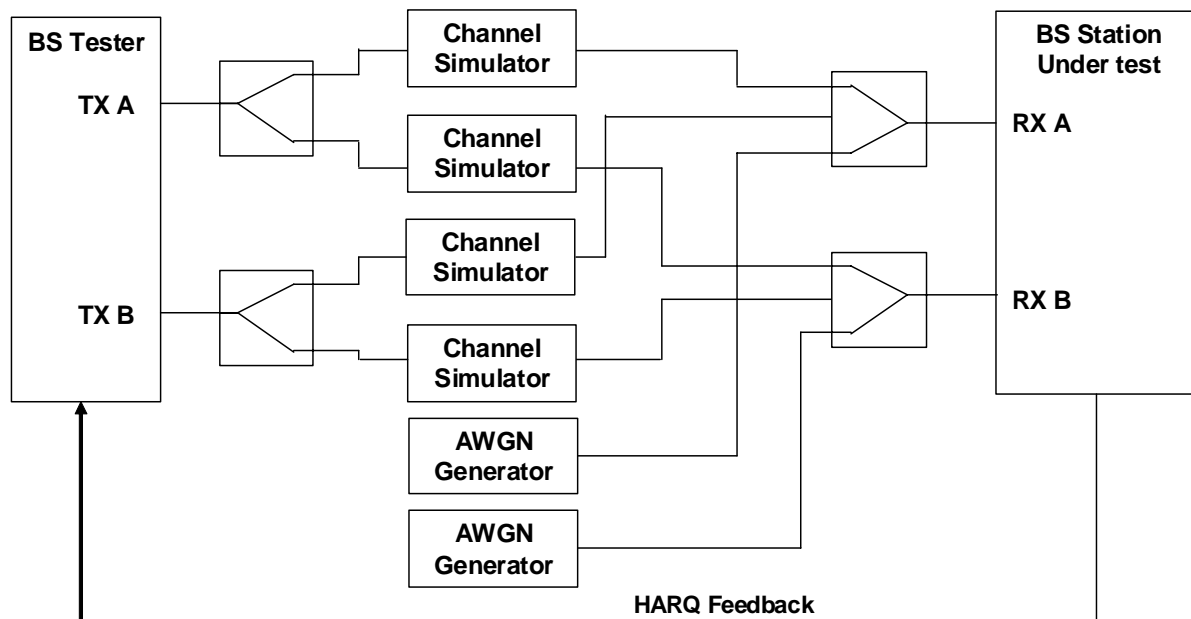 BS Tester
TX A
TX B
Channel
Simulator
Channel
Simulator
Channel
Simulator
Channel
Simulator
AWGN
Generator
AWGN
Generator
BS Station
Under test
RX A
RX B
HARQ Feedback